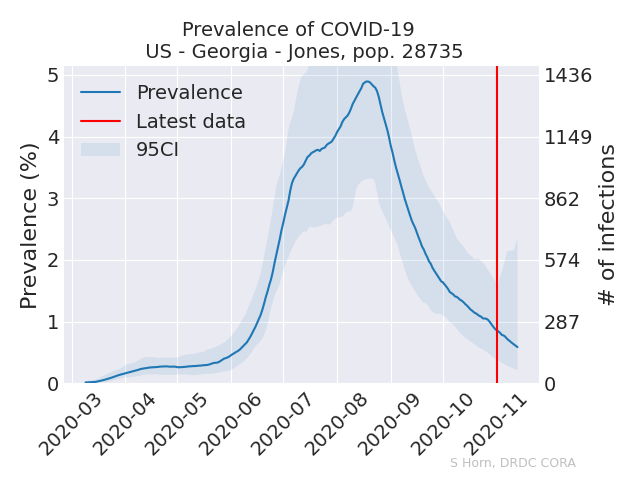 Prevalence of COVID-19
US - Georgia - Jones, pop. 28735
Prevalence (%)
5
4
3
2
1
0
Prevalence
Latest data
95CI
1436
1149
862
574
287
0
# of infections
2020-03
2020-04
2020-05
2020-06
2020-07
2020-08
2020-09
2020-10
2020-11
S Horn, DRDC CORA